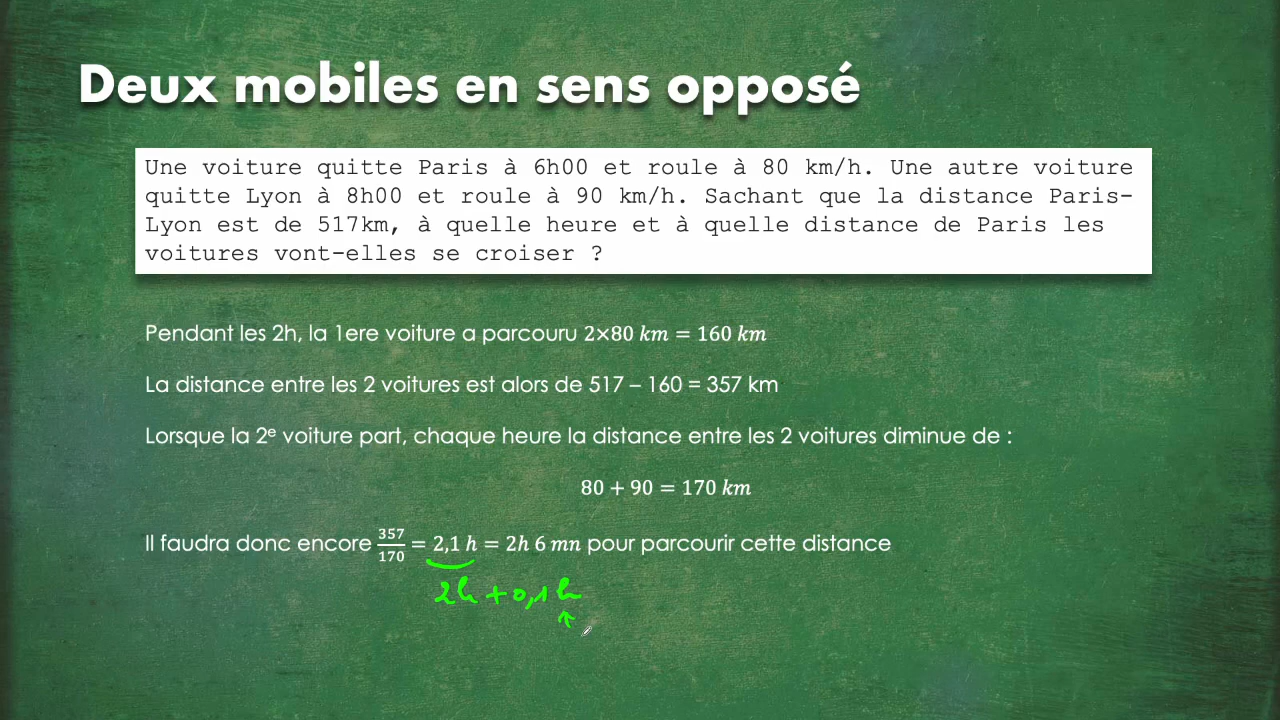 Deux mobiles en sens opposé
Une voiture quitte Paris à 6h00 et roule à 80 km/h. Une autre voiture
quitte Lyon à 8h00 et roule à 90 km/h. Sachant que la distance Paris-
Lyon est de 517km, à quelle heure et à quelle distance de Paris les
voitures vont-elles se croiser ?
Pendant les 2h, la 1ere voiture a parcouru 2×80 km = 160 km
La distance entre les 2 voitures est alors de 517 – 160 = 357 km
Lorsque la 2e voiture part, chaque heure la distance entre les 2 voitures diminue de :
80 + 90 = 170 km
Il faudra donc encore 357/170 = 2,1 h = 2h 6 mn pour parcourir cette distance
2h + 0,1h